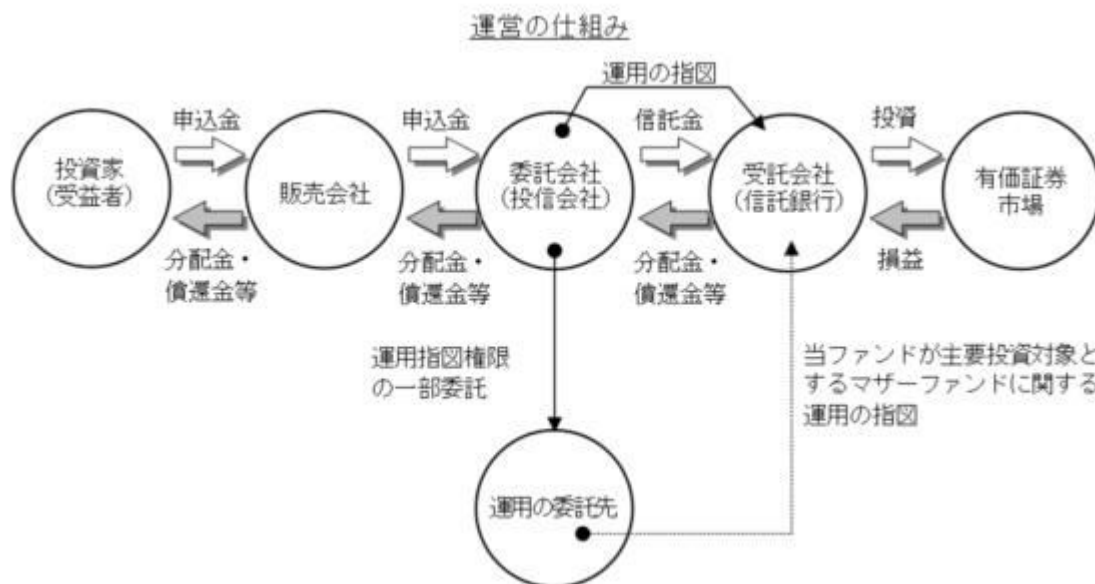 運営の仕組み
運用の指図
申込金
申込金
信託金
投資
投資家
(受益者)
販売会社
委託会社
(投信会社)
受託会社
(信託銀行)
有価証券
市場
分配金・
償還金等
分配金・
償還金等
分配金・
償還金等
損益
運用指図権限
の一部委託
当ファンドが主要投資対象と
するマザーファンドに関する
運用の指図
運用の委託先